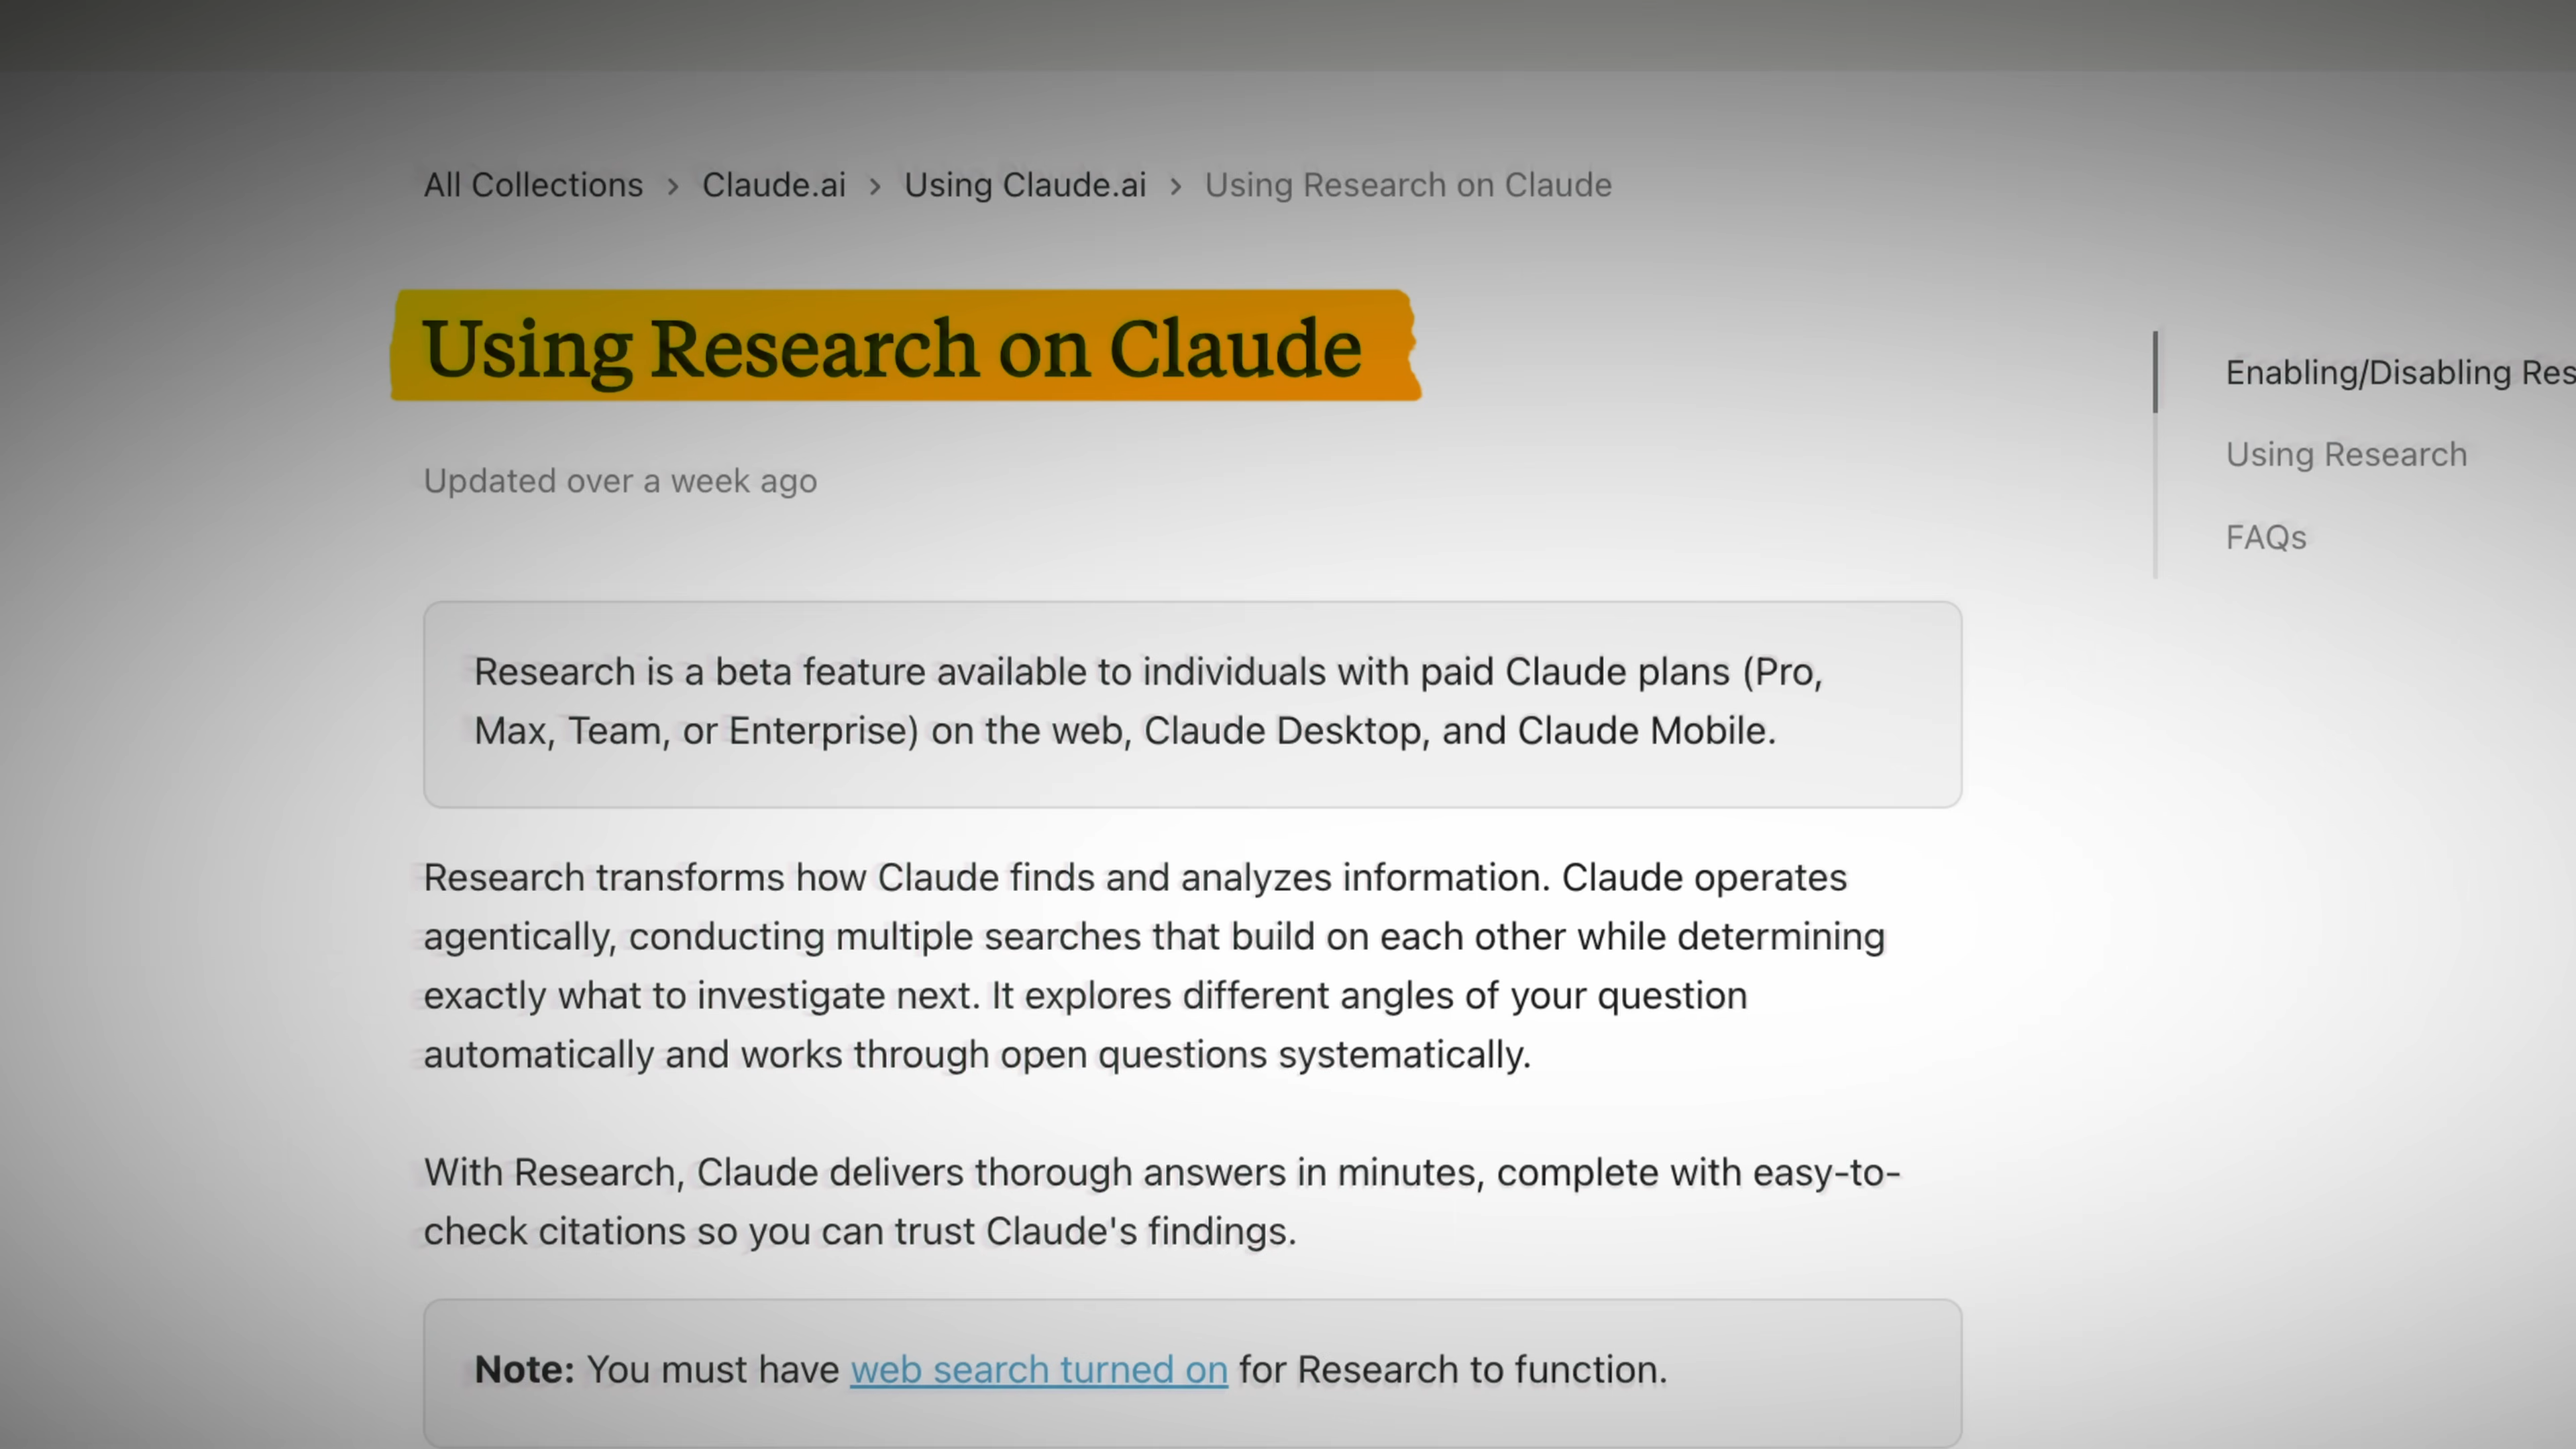 All Collections > Claude.ai > Using Claude.ai > Using Research on Claude
Using Research on Claude
Updated over a week ago
Enabling/Disabling Res
Using Research
FAQs
Research is a beta feature available to individuals with paid Claude plans (Pro,
Max, Team, or Enterprise) on the web, Claude Desktop, and Claude Mobile.
Research transforms how Claude finds and analyzes information. Claude operates
agentically, conducting multiple searches that build on each other while determining
exactly what to investigate next. It explores different angles of your question
automatically and works through open questions systematically.
With Research, Claude delivers thorough answers in minutes, complete with easy-to-
check citations so you can trust Claude's findings.
Note: You must have web search turned on for Research to function.